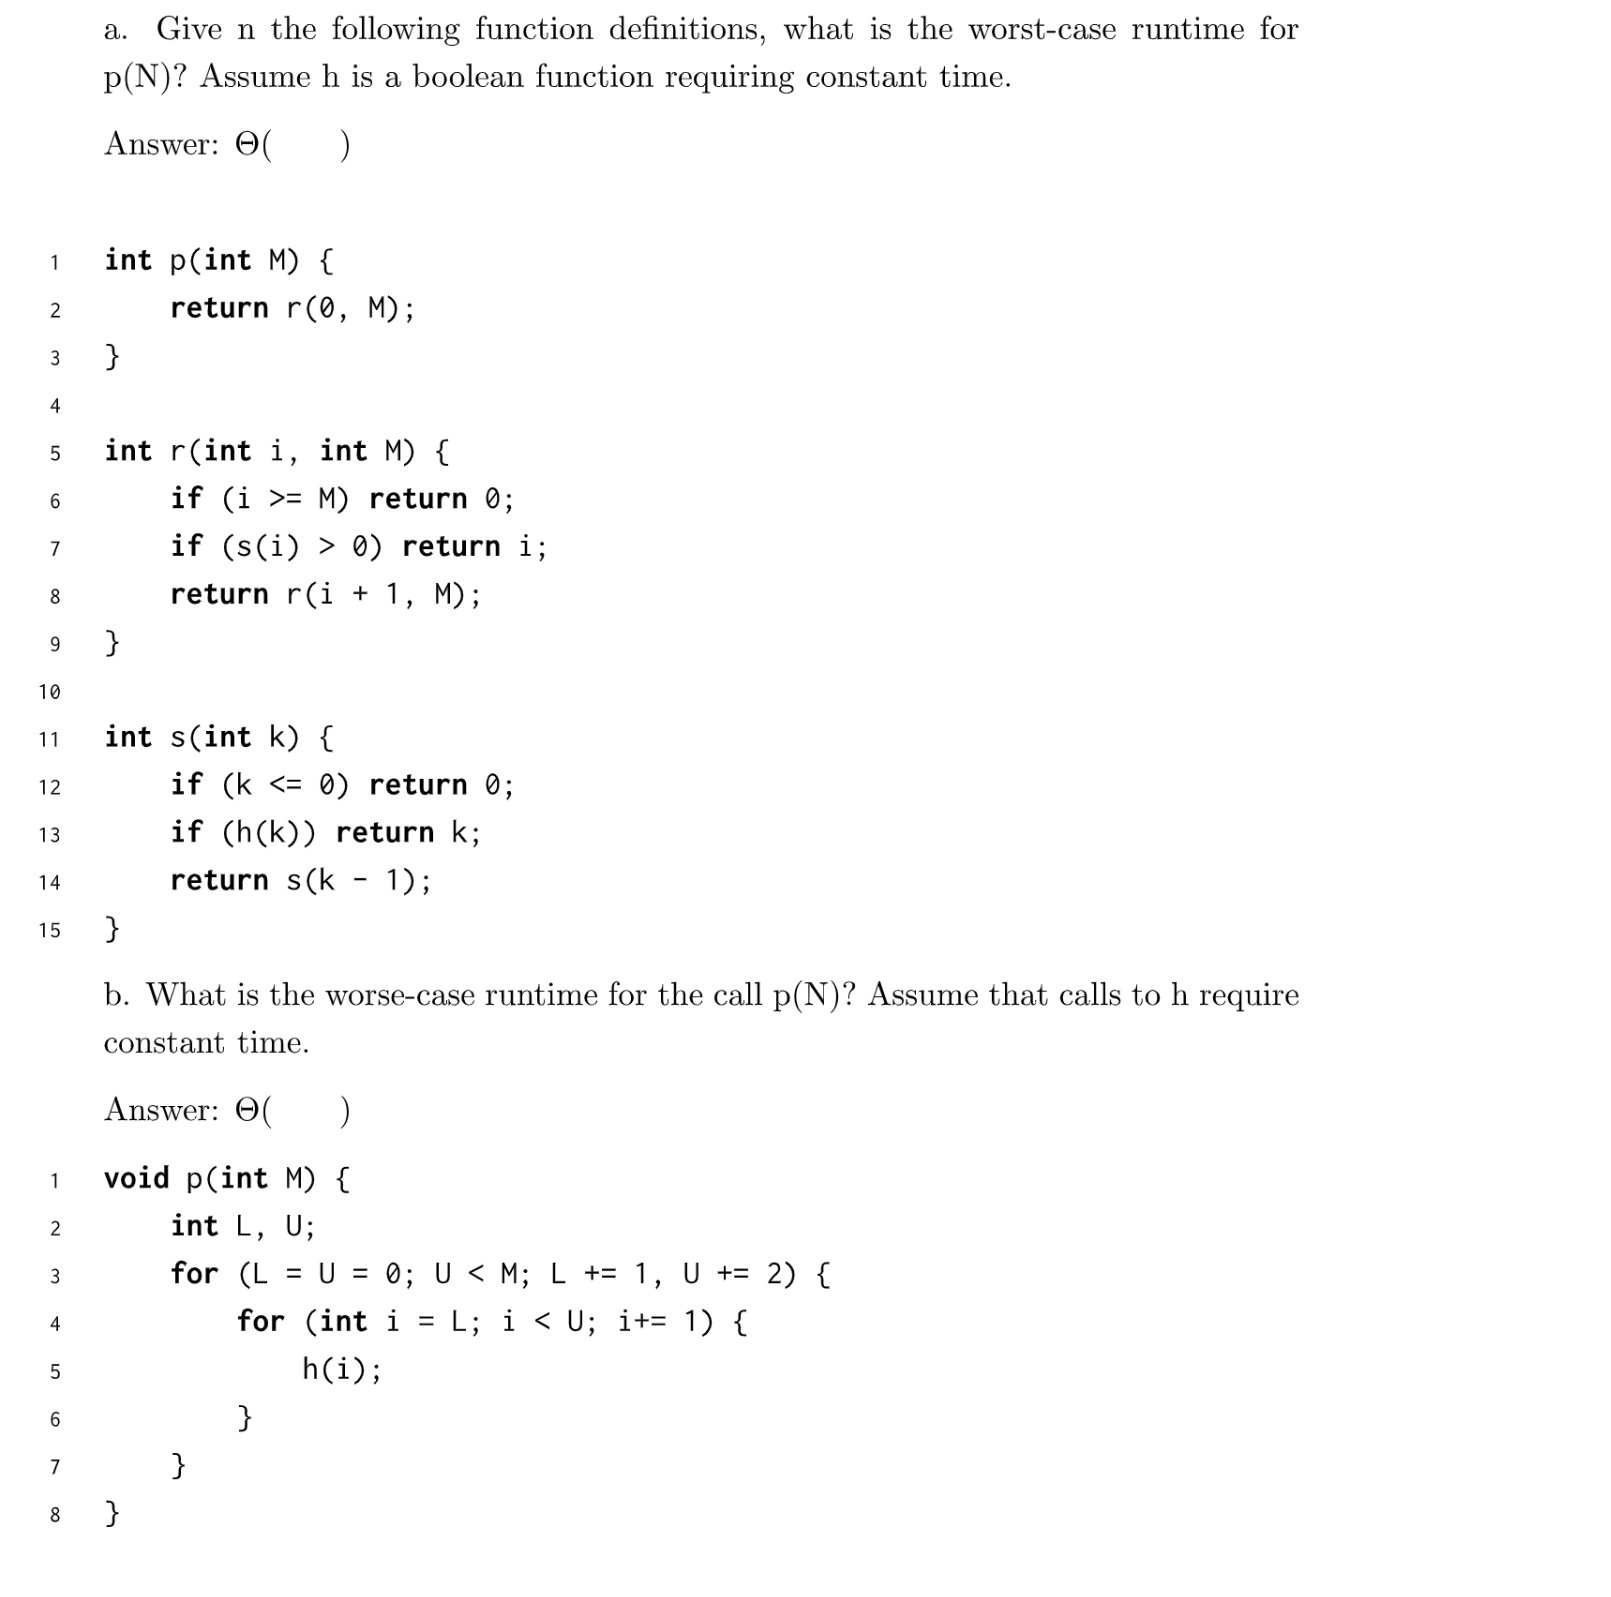 a. Give n the following function definitions, what is the worst-case runtime for
p(N)? Assume h is a boolean function requiring constant time.
Answer: Θ( )
1 int p(int M) {
2     return r(0, M);
3 }
4
5 int r(int i, int M) {
6     if (i >= M) return 0;
7     if (s(i) > 0) return i;
8     return r(i + 1, M);
9 }
10
11 int s(int k) {
12     if (k <= 0) return 0;
13     if (h(k)) return k;
14     return s(k - 1);
15 }
b. What is the worse-case runtime for the call p(N)? Assume that calls to h require
constant time.
Answer: Θ( )
1 void p(int M) {
2     int L, U;
3     for (L = U = 0; U < M; L += 1, U += 2) {
4         for (int i = L; i < U; i+= 1) {
5             h(i);
6         }
7     }
8 }